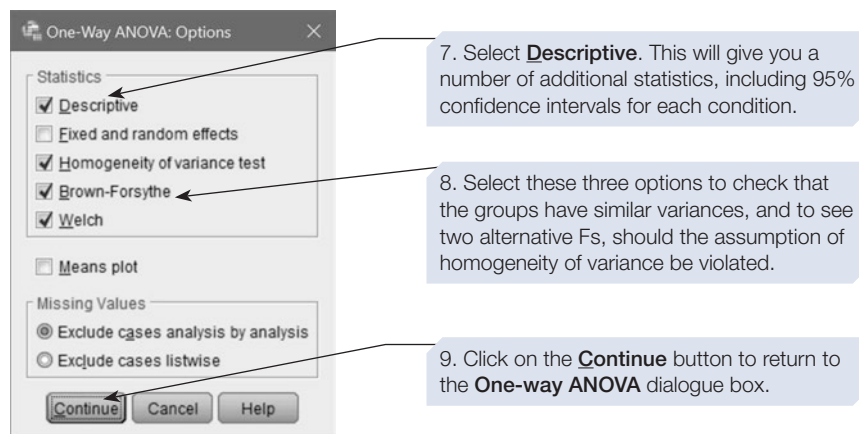 One-Way ANOVA: Options
Statistics
Descriptive
Fixed and random effects
Homogeneity of variance test
Brown-Forsythe
Welch
Means plot
Missing Values
Exclude cases analysis by analysis
Exclude cases listwise
Continue Cancel Help
7. Select Descriptive. This will give you a
number of additional statistics, including 95%
confidence intervals for each condition.
8. Select these three options to check that
the groups have similar variances, and to see
two alternative Fs, should the assumption of
homogeneity of variance be violated.
9. Click on the Continue button to return to
the One-way ANOVA dialogue box.